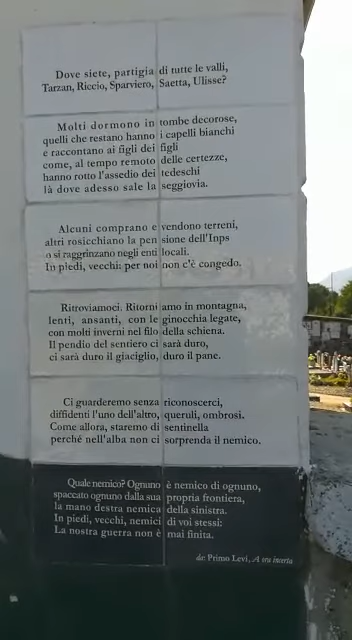 Dove siete, partigia di tutte le valli,
Tarzan, Riccio, Sparviero, Saetta, Ulisse?
Molti dormono in tombe decorose,
quelli che restano hanno i capelli bianchi
e raccontano ai figli dei figli
come, al tempo remoto delle certezze,
hanno rotto l'assedio dei tedeschi
là dove adesso sale la seggiovia.
Alcuni comprano e vendono terreni,
altri rosicchiano la pensione dell'Inps
o si raggrinzano negli enti locali.
In piedi, vecchi: per noi non c'è congedo.
Ritroviamoci. Ritorniamo in montagna,
lenti, ansanti, con le ginocchia legate,
con molti inverni nel filo della schiena.
Il pendio del sentiero ci sarà duro,
ci sarà duro il giaciglio, duro il pane.
Ci guarderemo senza riconoscerci,
diffidenti l'uno dell'altro, queruli, ombrosi.
Come allora, staremo di sentinella
perché nell'alba non ci sorprenda il nemico.
Quale nemico? Ognuno è nemico di ognuno,
spaccato ognuno dalla sua propria frontiera,
la mano destra nemica della sinistra.
In piedi, vecchi, nemici di voi stessi:
La nostra guerra non è mai finita.
da Primo Levi, A ora incerta